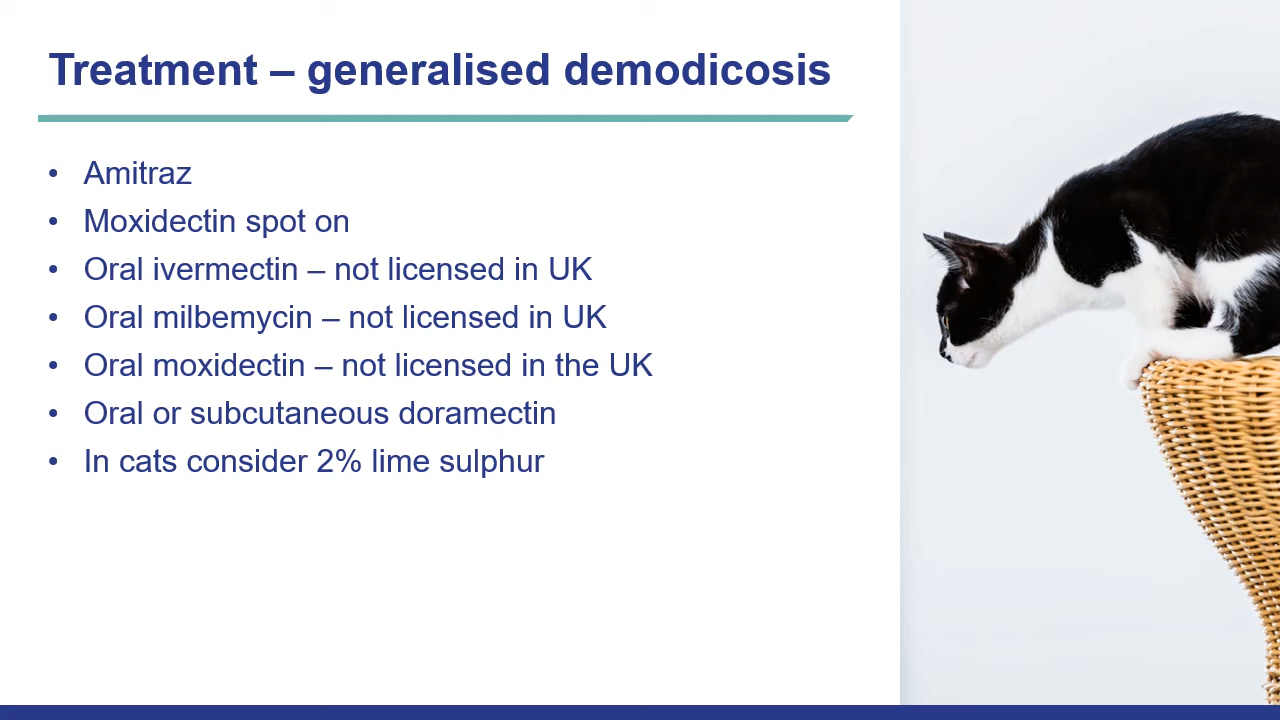 Treatment – generalised demodicosis
• Amitraz
• Moxidectin spot on
• Oral ivermectin – not licensed in UK
• Oral milbemycin – not licensed in UK
• Oral moxidectin – not licensed in the UK
• Oral or subcutaneous doramectin
• In cats consider 2% lime sulphur